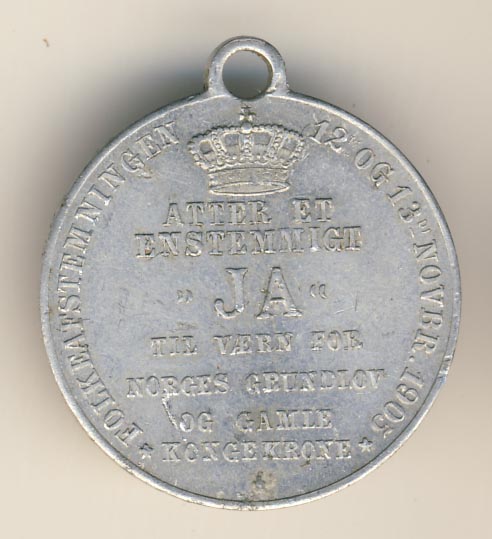 FOLKEAFSTEMNINGEN 12TE OG 13DE NOVBR. 1905
ATTER ET
ENSTEMMIGT
„ JA “
TIL VÆRN FOR
NORGES GRUNDLOV
OG GAMLE
KONGEKRONE